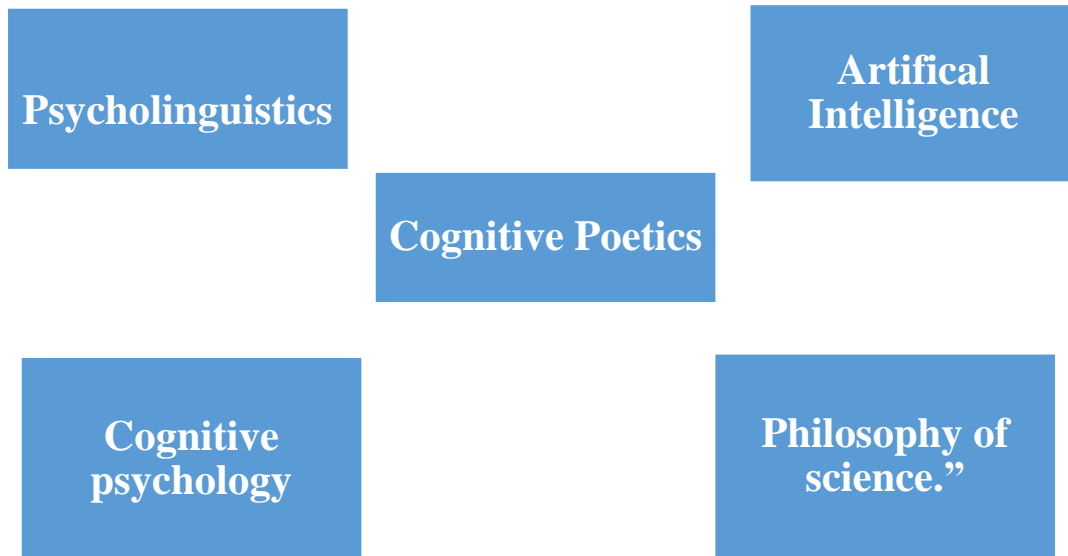 Psycholinguistics
Artifical
Intelligence
Cognitive Poetics
Cognitive
psychology
Philosophy of
science.”